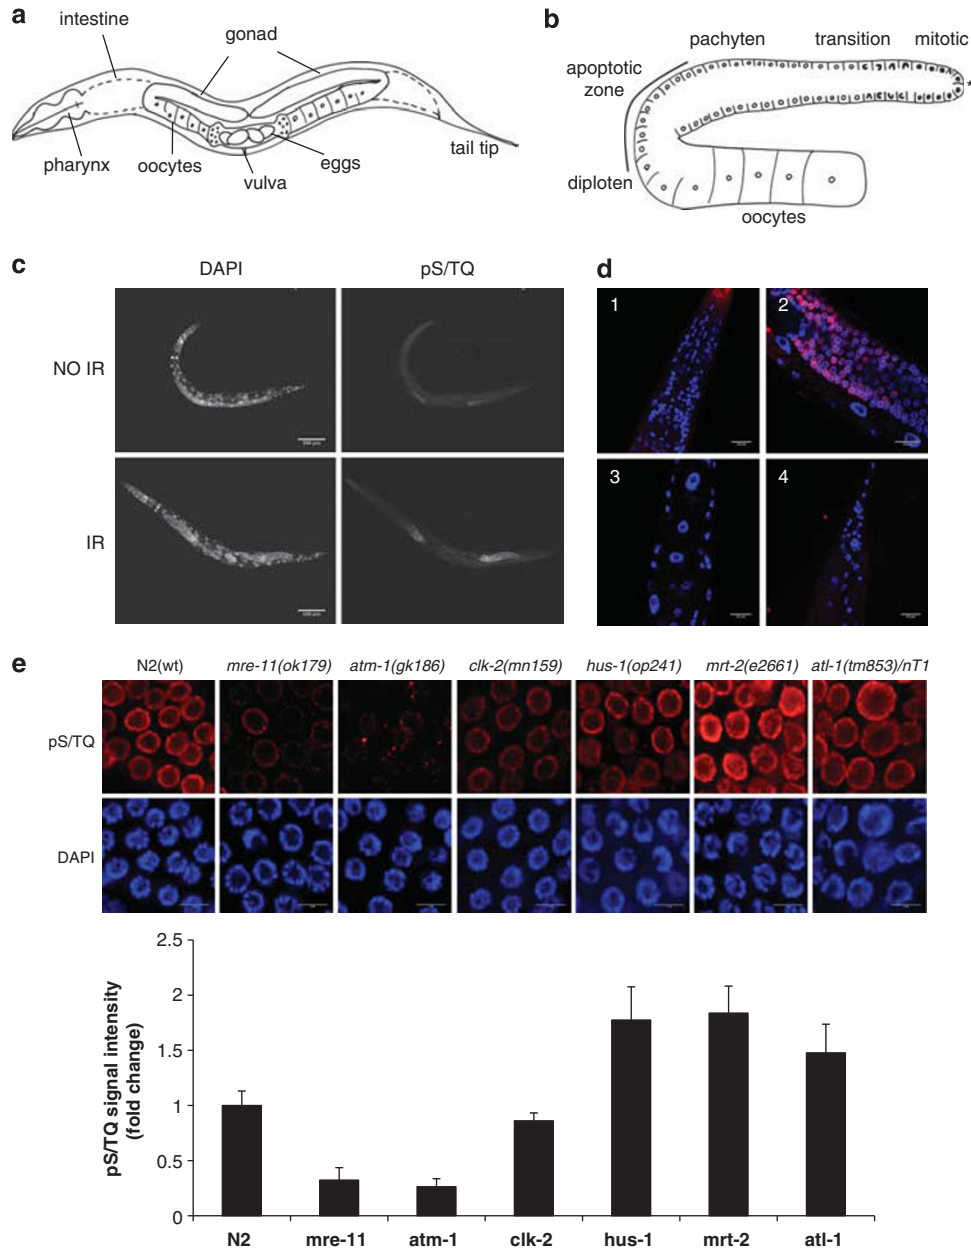 a
intestine
gonad
pharynx
oocytes
vulva
eggs
tail tip
b
pachyten
transition
mitotic
apoptotic
zone
*
diploten
oocytes
c
DAPI
pS/TQ
NO IR
IR
d
1
2
3
4
e
N2(wt)
mre-11(ok179)
atm-1(gk186)
clk-2(mn159)
hus-1(op241)
mrt-2(e2661)
atl-1(tm853)/nT1
pS/TQ
DAPI
pS/TQ signal intensity
(fold change)
2.5
2
1.5
1
0.5
0
N2
mre-11
atm-1
clk-2
hus-1
mrt-2
atl-1